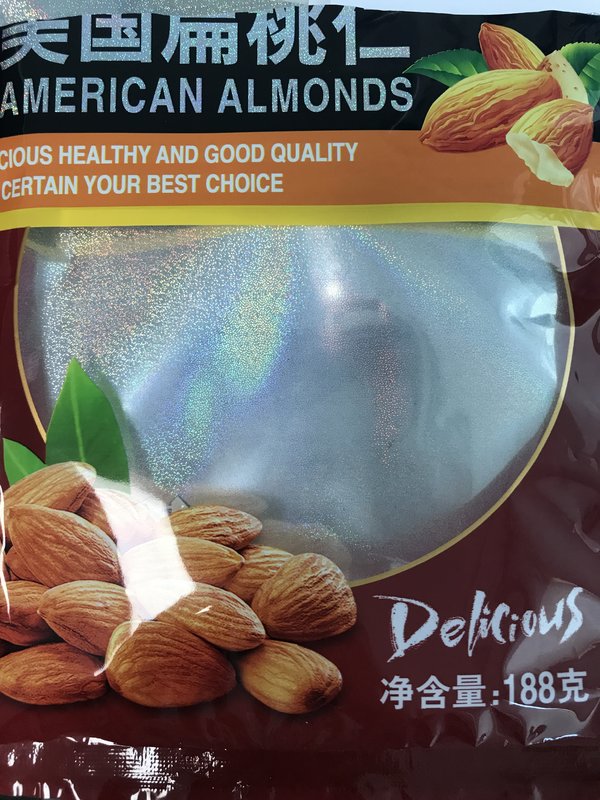 美国扁桃仁
AMERICAN ALMONDS
CIOUS HEALTHY AND GOOD QUALITY
CERTAIN YOUR BEST CHOICE
Delicious
净含量:188克